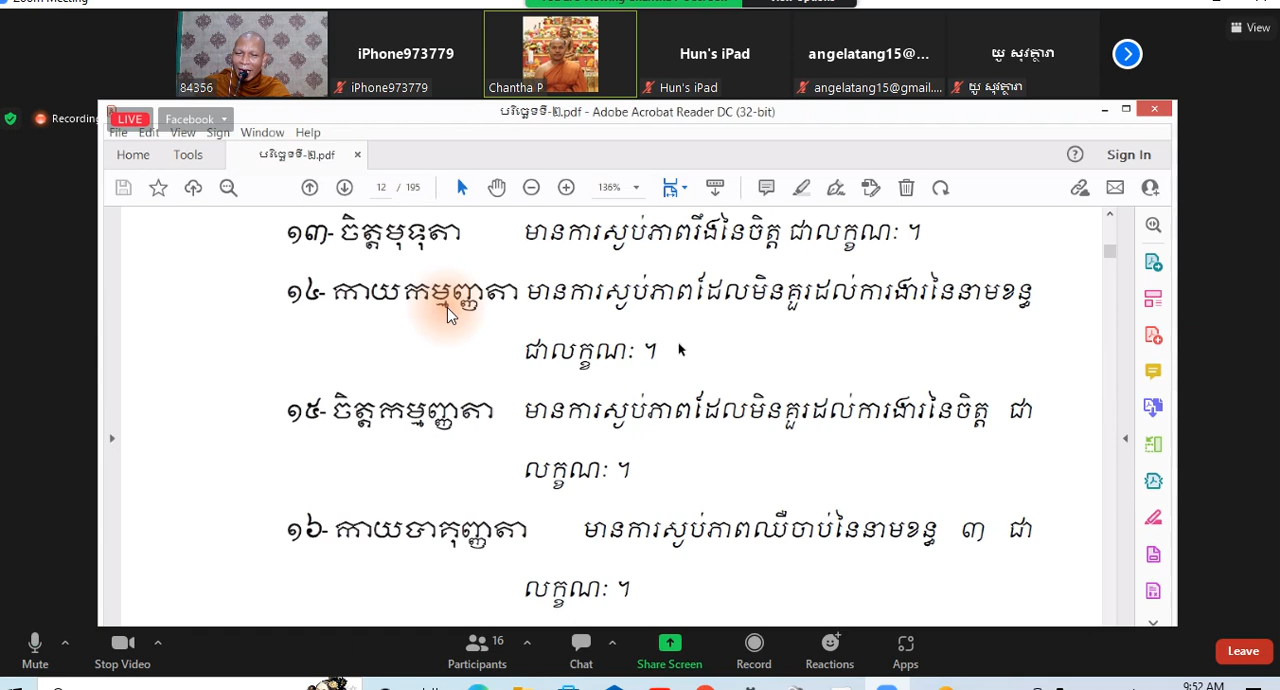 View Options
iPhone973779
Hun's iPad
angelatang15@...
យូ សុវត្ថារា
View
84356
iPhone973779
Chantha P
Hun's iPad
angelatang15@gmail....
យូ សុវត្ថារា
Recording
LIVE
Facebook
បរិច្ឆេទទី-២.pdf - Adobe Acrobat Reader DC (32-bit)
File Edit View Sign Window Help
Home Tools បរិច្ឆេទទី-២.pdf Sign In
12 / 195 136%
១៣- ចិត្តមុទុតា មានការស្ងប់ភាពរឹងនៃចិត្ត ជាលក្ខណៈ ។
១៤- កាយកម្មញ្ញតា មានការស្ងប់ភាពដែលមិនគួរដល់ការងារនៃនាមខន្ធ
ជាលក្ខណៈ ។
១៥- ចិត្តកម្មញ្ញតា មានការស្ងប់ភាពដែលមិនគួរដល់ការងារនៃចិត្ត ជា
លក្ខណៈ ។
១៦- កាយបាគុញ្ញតា មានការស្ងប់ភាពឈឺចាប់នៃនាមខន្ធ ៣ ជា
លក្ខណៈ ។
16
Mute Stop Video Participants Chat Share Screen Record Reactions Apps Leave
9:52 AM